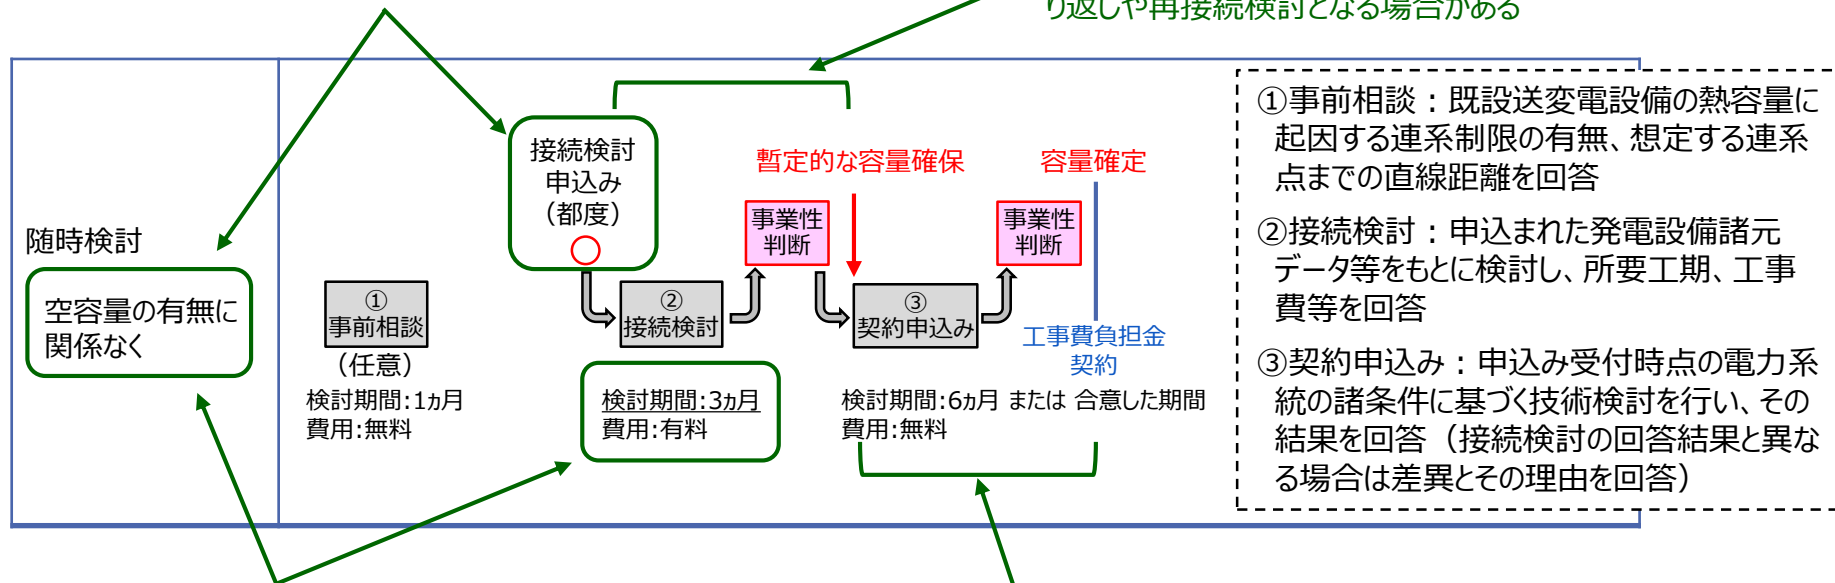 り返しや再接続検討となる場合がある
随時検討
空容量の有無に
関係なく
接続検討
申込み
（都度）
暫定的な容量確保
容量確定
事業性
判断
事業性
判断
①
事前相談
（任意）
検討期間:1ヵ月
費用:無料
②
接続検討
検討期間:3ヵ月
費用:有料
③
契約申込み
検討期間:6ヵ月 または 合意した期間
費用:無料
工事費負担金
契約
①事前相談：既設送変電設備の熱容量に
起因する連系制限の有無、想定する連系
点までの直線距離を回答
②接続検討：申込まれた発電設備諸元
データ等をもとに検討し、所要工期、工事
費等を回答
③契約申込み：申込み受付時点の電力系
統の諸条件に基づく技術検討を行い、その
結果を回答（接続検討の回答結果と異な
る場合は差異とその理由を回答）